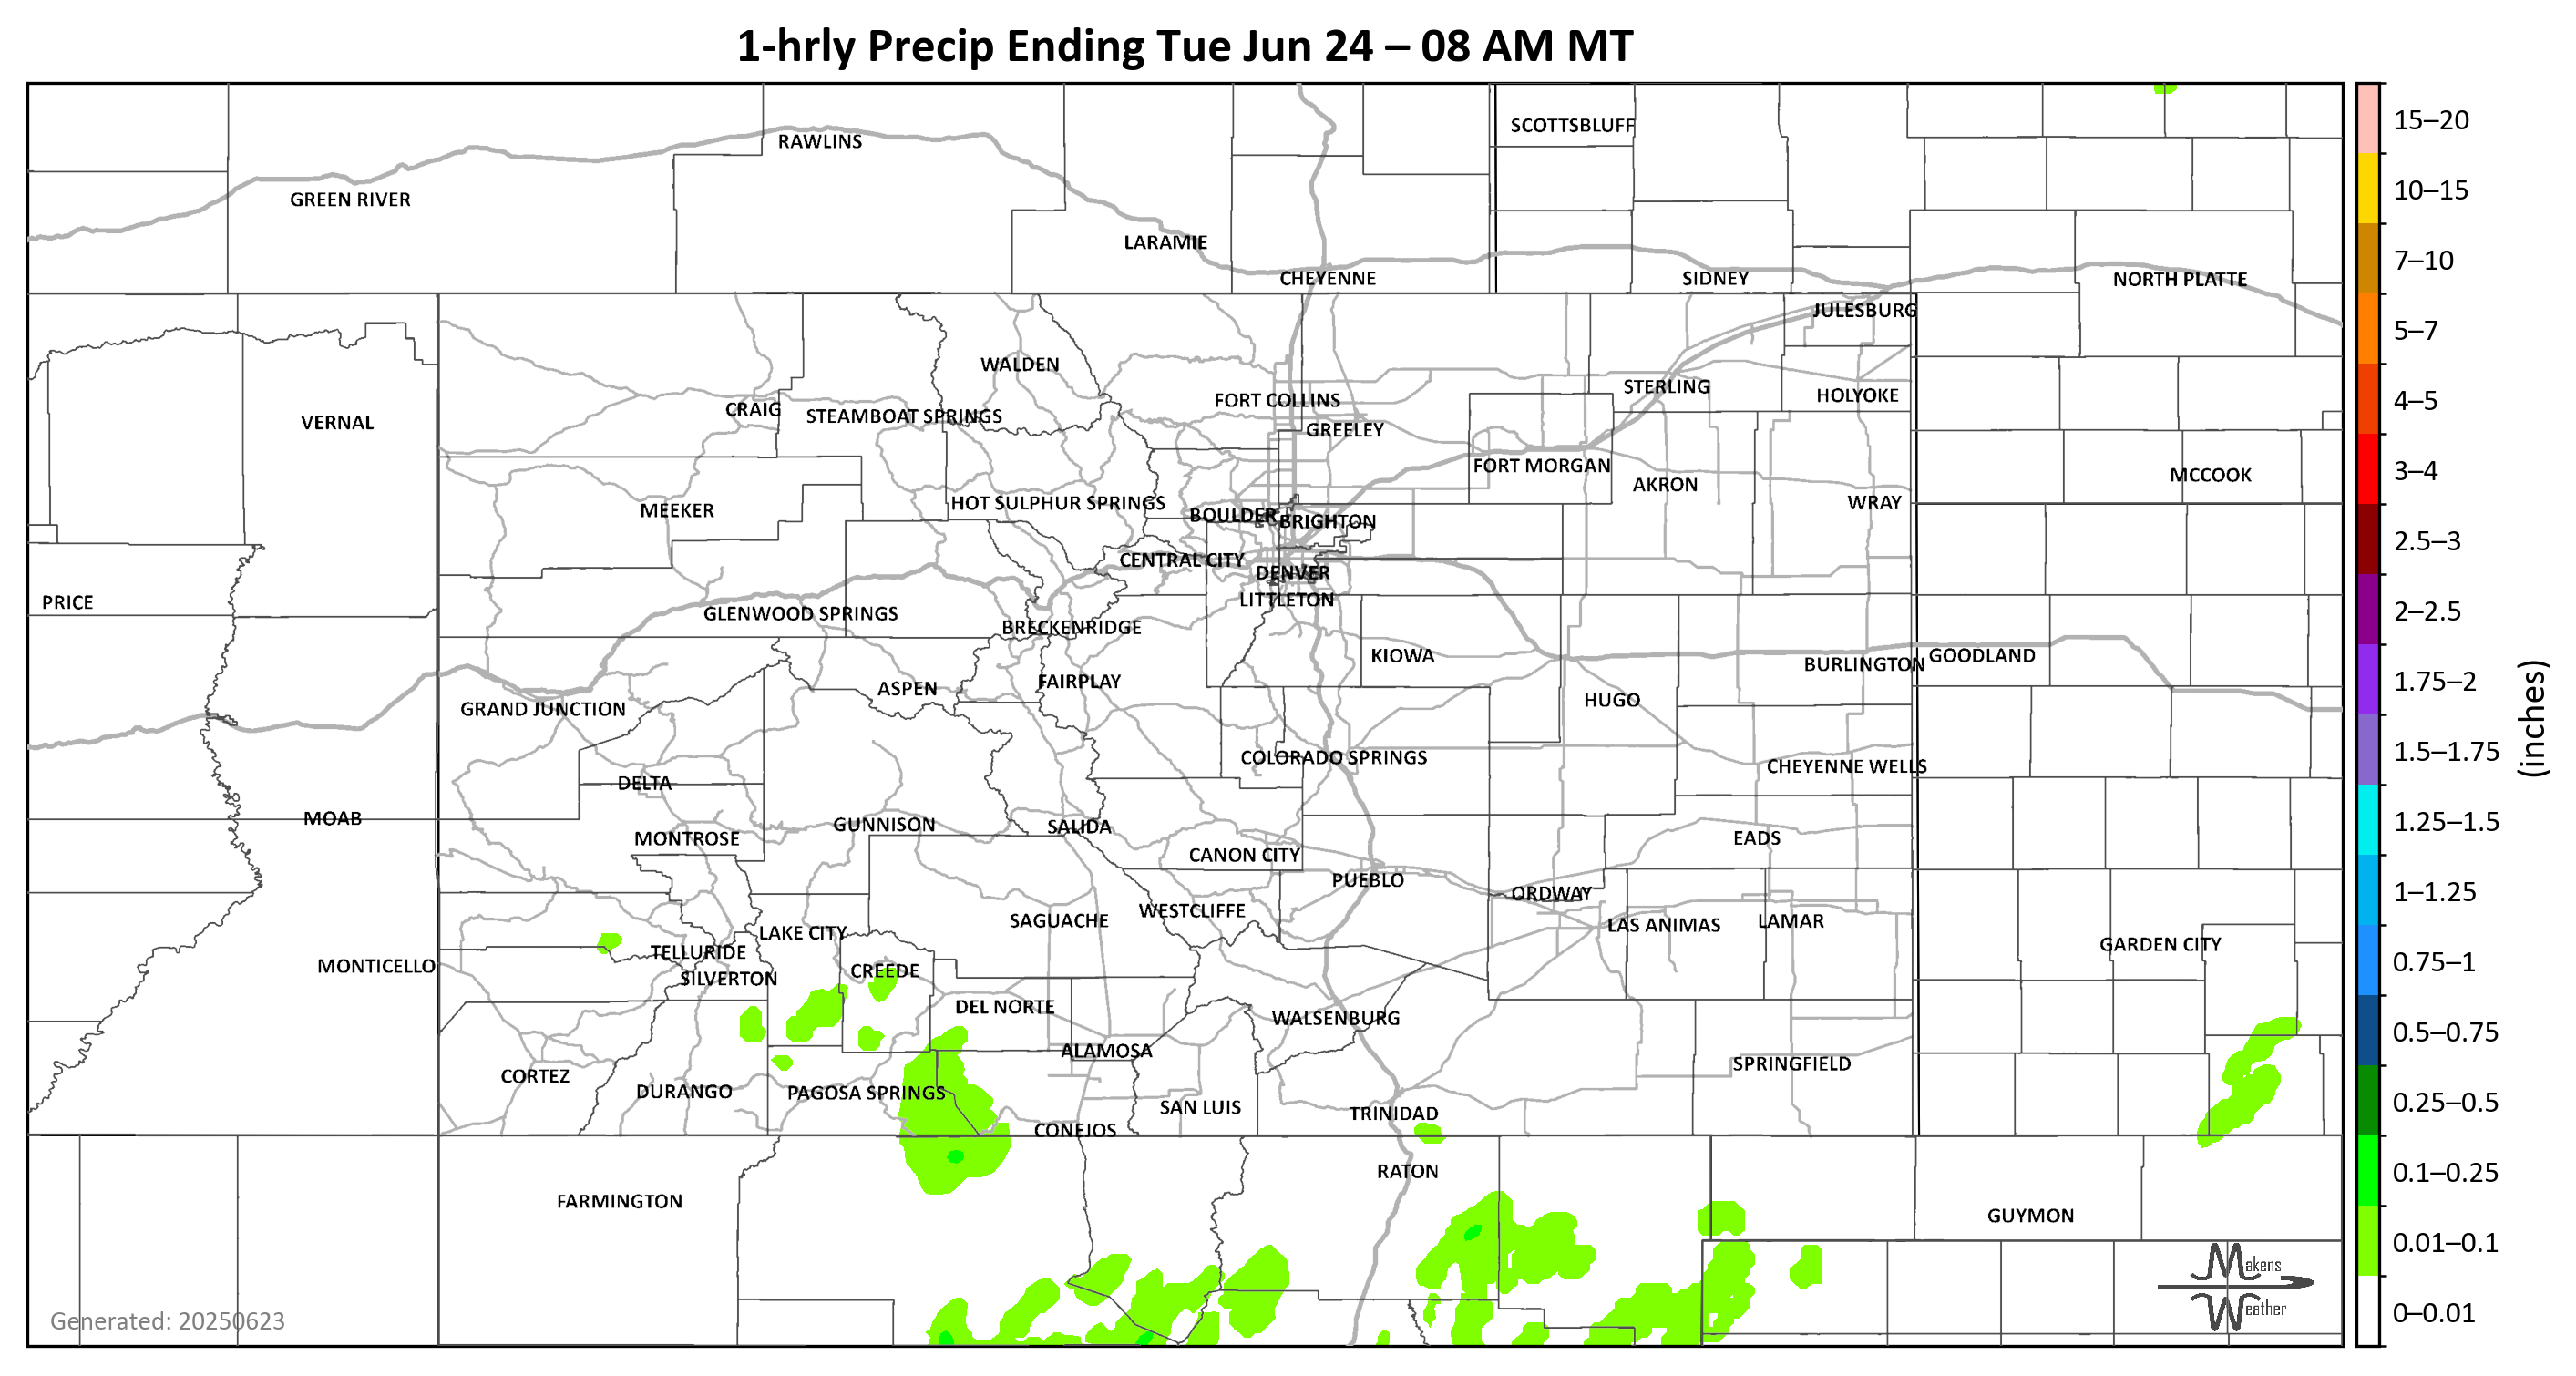 1-hrly Precip Ending Tue Jun 24 – 08 AM MT
SCOTTSBLUFF
RAWLINS
GREEN RIVER
LARAMIE
CHEYENNE
SIDNEY
NORTH PLATTE
JULESBURG
WALDEN
STERLING
HOLYOKE
FORT COLLINS
CRAIG
STEAMBOAT SPRINGS
VERNAL
GREELEY
FORT MORGAN
MCCOOK
AKRON
WRAY
HOT SULPHUR SPRINGS
MEEKER
BOULDER
BRIGHTON
CENTRAL CITY
DENVER
LITTLETON
PRICE
GLENWOOD SPRINGS
BRECKENRIDGE
KIOWA
GOODLAND
BURLINGTON
FAIRPLAY
ASPEN
HUGO
GRAND JUNCTION
COLORADO SPRINGS
CHEYENNE WELLS
DELTA
MOAB
GUNNISON
SALIDA
MONTROSE
EADS
CANON CITY
PUEBLO
ORDWAY
WESTCLIFFE
SAGUACHE
LAS ANIMAS
LAMAR
LAKE CITY
GARDEN CITY
TELLURIDE
MONTICELLO
CREEDE
SILVERTON
DEL NORTE
WALSENBURG
ALAMOSA
SPRINGFIELD
CORTEZ
DURANGO
PAGOSA SPRINGS
SAN LUIS
TRINIDAD
CONEJOS
RATON
FARMINGTON
GUYMON
Makens
Weather
Generated: 20250623
15–20
10–15
7–10
5–7
4–5
3–4
2.5–3
2–2.5
1.75–2
1.5–1.75
1.25–1.5
1–1.25
0.75–1
0.5–0.75
0.25–0.5
0.1–0.25
0.01–0.1
0–0.01
(inches)